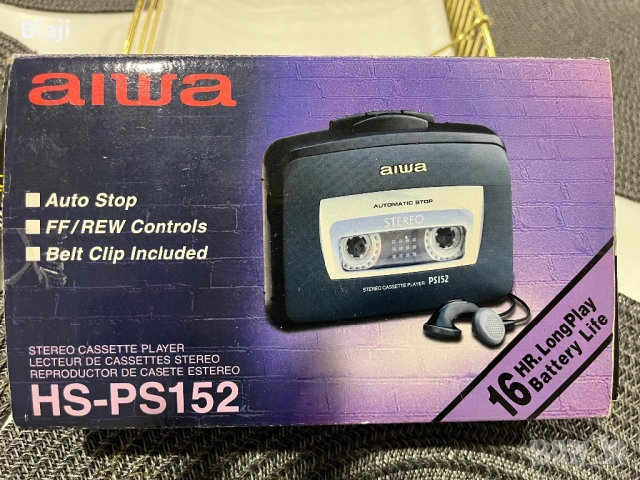 Blaji
aiwa
Auto Stop
FF/REW Controls
Belt Clip Included
aiwa
AUTOMATIC STOP
STEREO
STEREO CASSETTE PLAYER PS152
16 HR. LongPlay
Battery Life
STEREO CASSETTE PLAYER
LECTEUR DE CASSETTES STEREO
REPRODUCTOR DE CASETE ESTEREO
HS-PS152